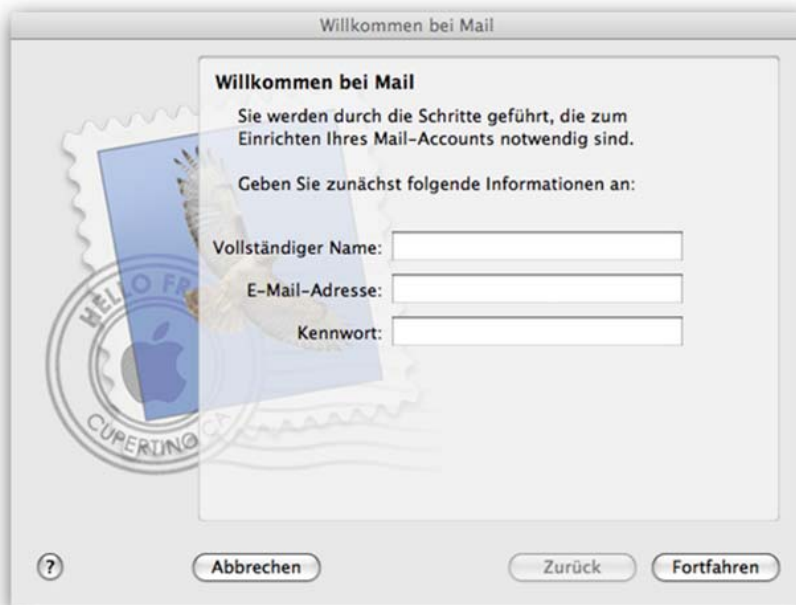 Willkommen bei Mail
Willkommen bei Mail
Sie werden durch die Schritte geführt, die zum
Einrichten Ihres Mail-Accounts notwendig sind.
Geben Sie zunächst folgende Informationen an:
Vollständiger Name:
E-Mail-Adresse:
Kennwort:
HELLO FR
CUPERTINO CA
?
Abbrechen
Zurück
Fortfahren